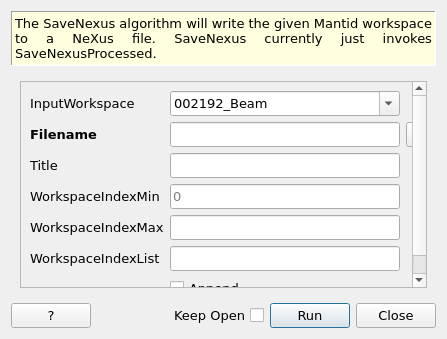 The SaveNexus algorithm will write the given Mantid workspace
to a NeXus file. SaveNexus currently just invokes
SaveNexusProcessed.
InputWorkspace 002192_Beam
Filename
Title
WorkspaceIndexMin 0
WorkspaceIndexMax
WorkspaceIndexList
Append
? Keep Open Run Close